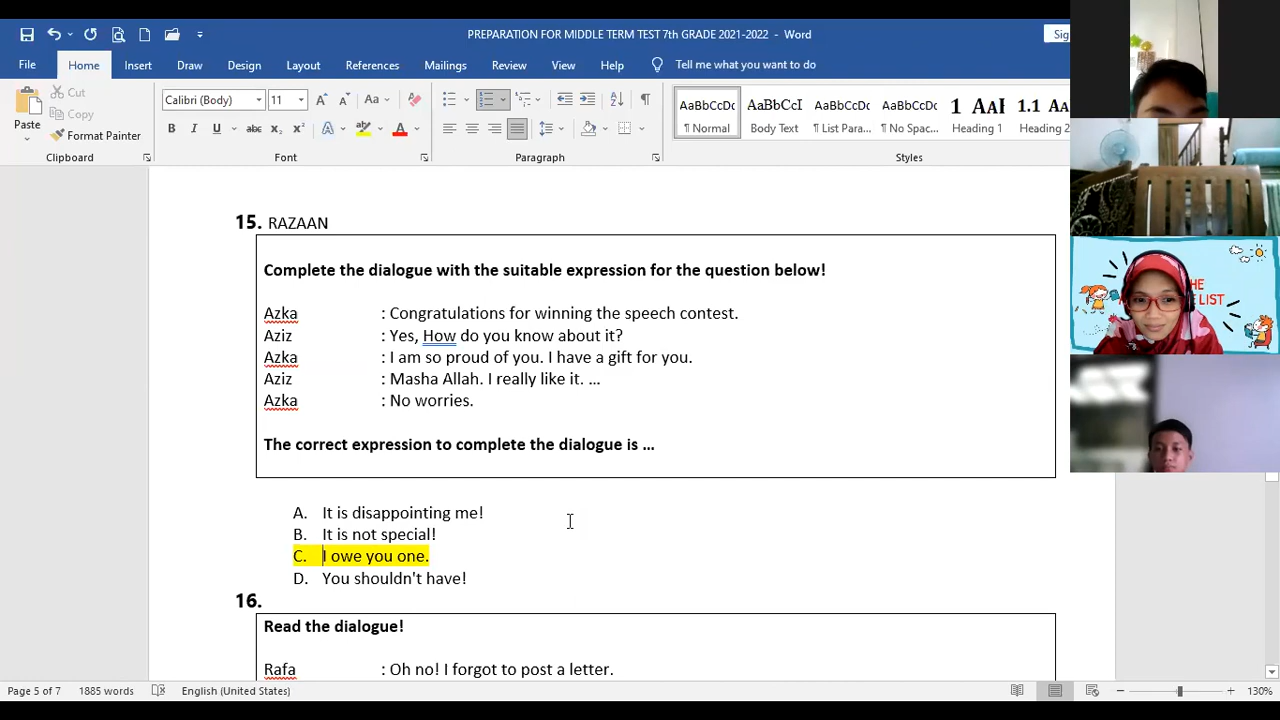 PREPARATION FOR MIDDLE TERM TEST 7th GRADE 2021-2022 - Word
Sig
File Home Insert Draw Design Layout References Mailings Review View Help Tell me what you want to do
Paste
Cut
Copy
Format Painter
Clipboard
Calibri (Body) 11
Font
Paragraph
AaBbCcDc
¶ Normal
AaBbCcI
Body Text
AaBbCcDc
¶ List Para...
AaBbCcDc
¶ No Spac...
1 AaI
Heading 1
1.1 AaI
Heading 2
Styles
15. RAZAAN
Complete the dialogue with the suitable expression for the question below!
Azka : Congratulations for winning the speech contest.
Aziz : Yes, How do you know about it?
Azka : I am so proud of you. I have a gift for you.
Aziz : Masha Allah. I really like it. …
Azka : No worries.
The correct expression to complete the dialogue is …
A. It is disappointing me!
B. It is not special!
C. I owe you one.
D. You shouldn't have!
16.
Read the dialogue!
Rafa : Oh no! I forgot to post a letter.
Page 5 of 7 1885 words English (United States) 130%
HE
LIST